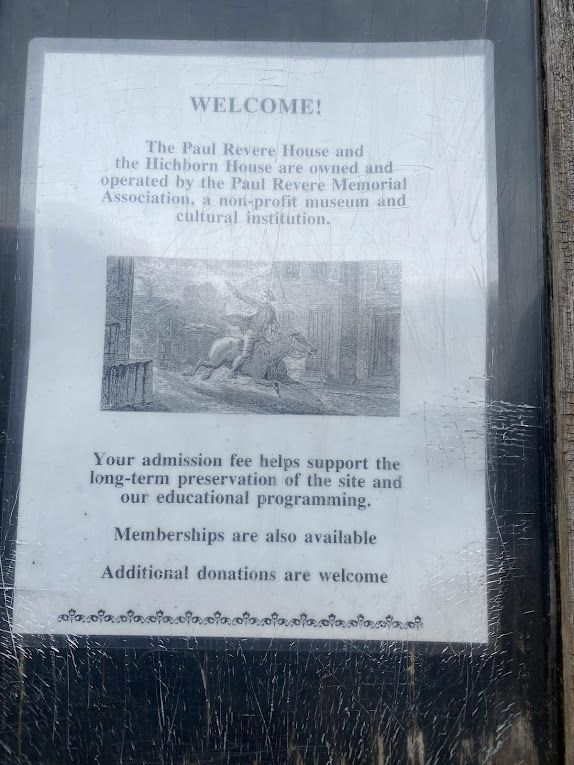 WELCOME!
The Paul Revere House and
the Hichborn House are owned and
operated by the Paul Revere Memorial
Association, a non-profit museum and
cultural institution.
Your admission fee helps support the
long-term preservation of the site and
our educational programming.
Memberships are also available
Additional donations are welcome